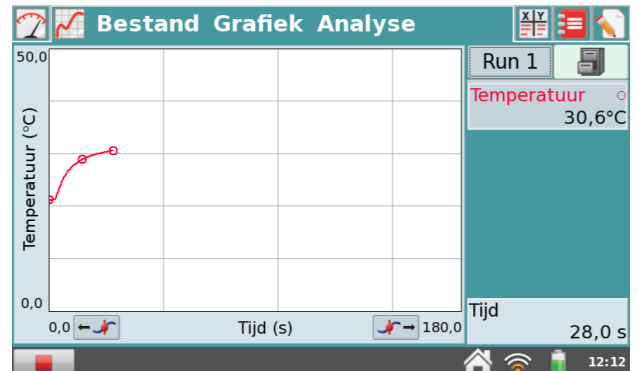 Bestand Grafiek Analyse
X Y
50,0
Temperatuur (°C)
0,0
0,0
Tijd (s)
180,0
Run 1
Temperatuur
30,6°C
Tijd
28,0 s
12:12